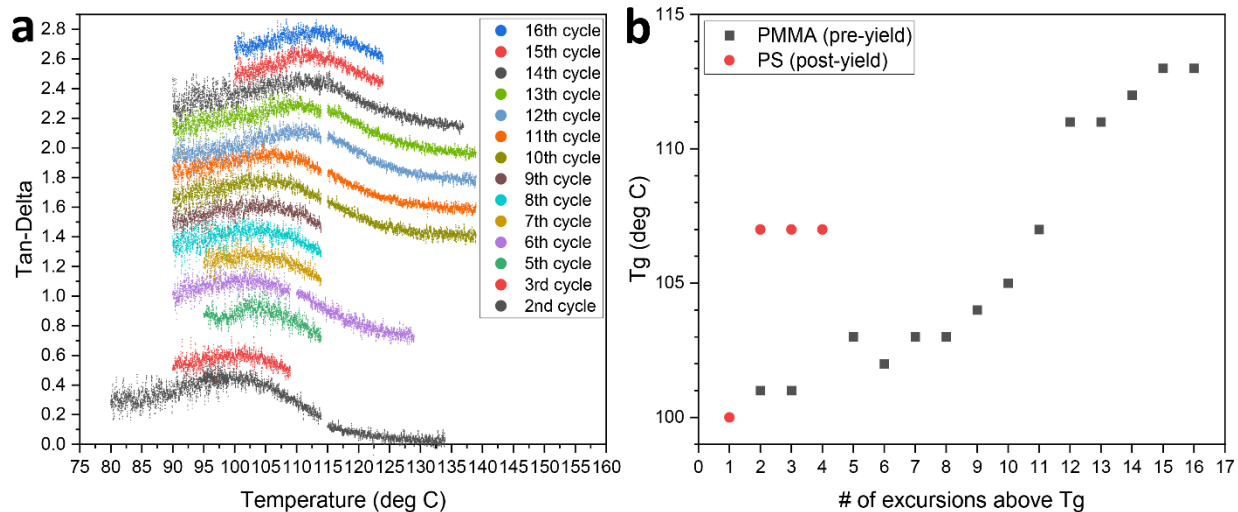 a
2.8
2.6
2.4
2.2
2.0
1.8
1.6
1.4
1.2
1.0
0.8
0.6
0.4
0.2
0.0
Tan-Delta
16th cycle
15th cycle
14th cycle
13th cycle
12th cycle
11th cycle
10th cycle
9th cycle
8th cycle
7th cycle
6th cycle
5th cycle
3rd cycle
2nd cycle
75 80 85 90 95 100 105 110 115 120 125 130 135 140 145 150 155 160
Temperature (deg C)
b
115
110
105
100
Tg (deg C)
PMMA (pre-yield)
PS (post-yield)
0 1 2 3 4 5 6 7 8 9 10 11 12 13 14 15 16 17
# of excursions above Tg